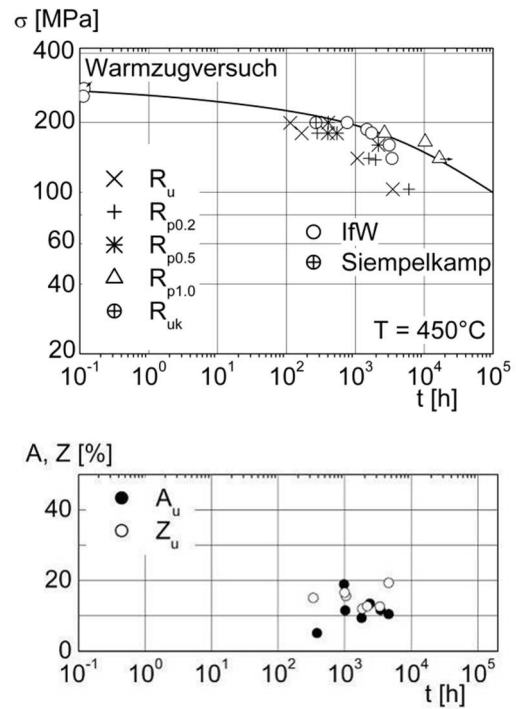 σ [MPa]
400
Warmzugversuch
200
R_u
100
R_p0.2
IfW
60
R_p0.5
Siempelkamp
40
R_p1.0
R_uk
T = 450°C
20
10^-1 10^0 10^1 10^2 10^3 10^4 10^5
t [h]
A, Z [%]
A_u
40
Z_u
20
0
10^-1 10^0 10^1 10^2 10^3 10^4 10^5
t [h]